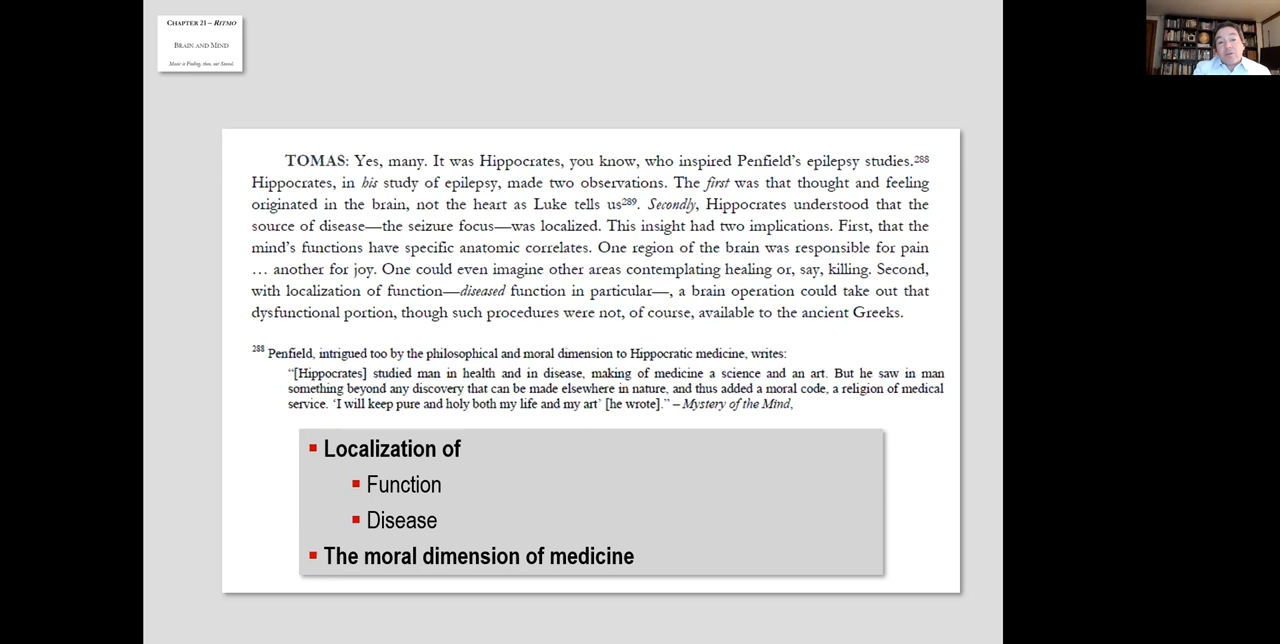 CHAPTER 21 – RITMO
BRAIN AND MIND
Music is Feeling, then, not Sound.
TOMAS: Yes, many. It was Hippocrates, you know, who inspired Penfield’s epilepsy studies.288
Hippocrates, in his study of epilepsy, made two observations. The first was that thought and feeling
originated in the brain, not the heart as Luke tells us289. Secondly, Hippocrates understood that the
source of disease—the seizure focus—was localized. This insight had two implications. First, that the
mind’s functions have specific anatomic correlates. One region of the brain was responsible for pain
… another for joy. One could even imagine other areas contemplating healing or, say, killing. Second,
with localization of function—diseased function in particular—, a brain operation could take out that
dysfunctional portion, though such procedures were not, of course, available to the ancient Greeks.
288 Penfield, intrigued too by the philosophical and moral dimension to Hippocratic medicine, writes:
“[Hippocrates] studied man in health and in disease, making of medicine a science and an art. But he saw in man
something beyond any discovery that can be made elsewhere in nature, and thus added a moral code, a religion of medical
service. ‘I will keep pure and holy both my life and my art’ [he wrote].” – Mystery of the Mind,
▪ Localization of
▪ Function
▪ Disease
▪ The moral dimension of medicine